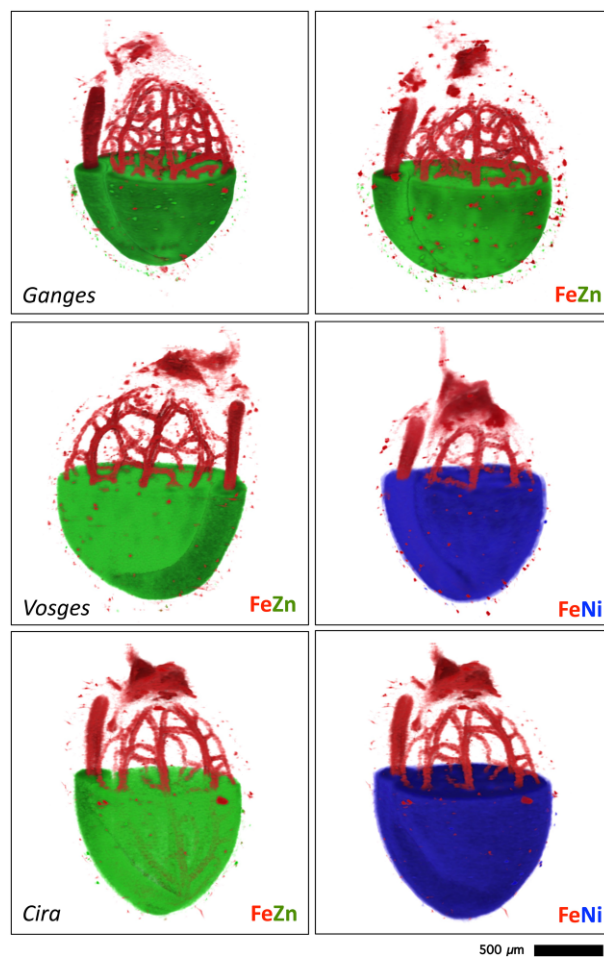 Ganges
FeZn
Vosges
FeZn
FeNi
Cira
FeZn
FeNi
500 µm